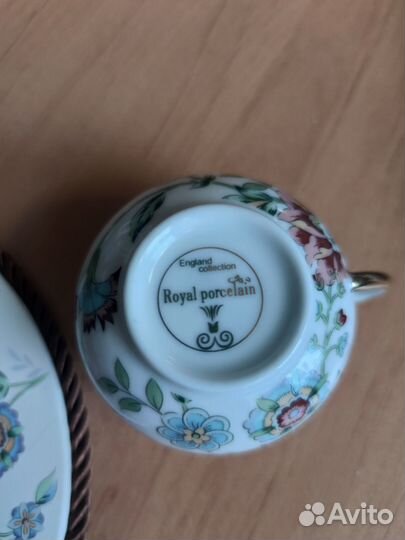 England
collection
Royal porcelain
Avito